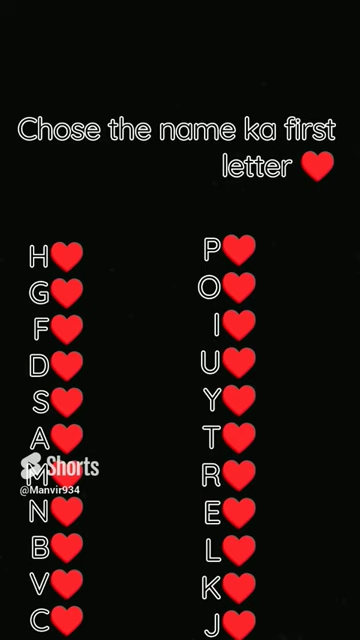 Chose the name ka first
letter ❤️
H❤️
G❤️
F❤️
D❤️
S❤️
A❤️
M❤️
N❤️
B❤️
V❤️
C❤️
P❤️
O❤️
I❤️
U❤️
Y❤️
T❤️
R❤️
E❤️
L❤️
K❤️
J❤️
Shorts
@Manvir934